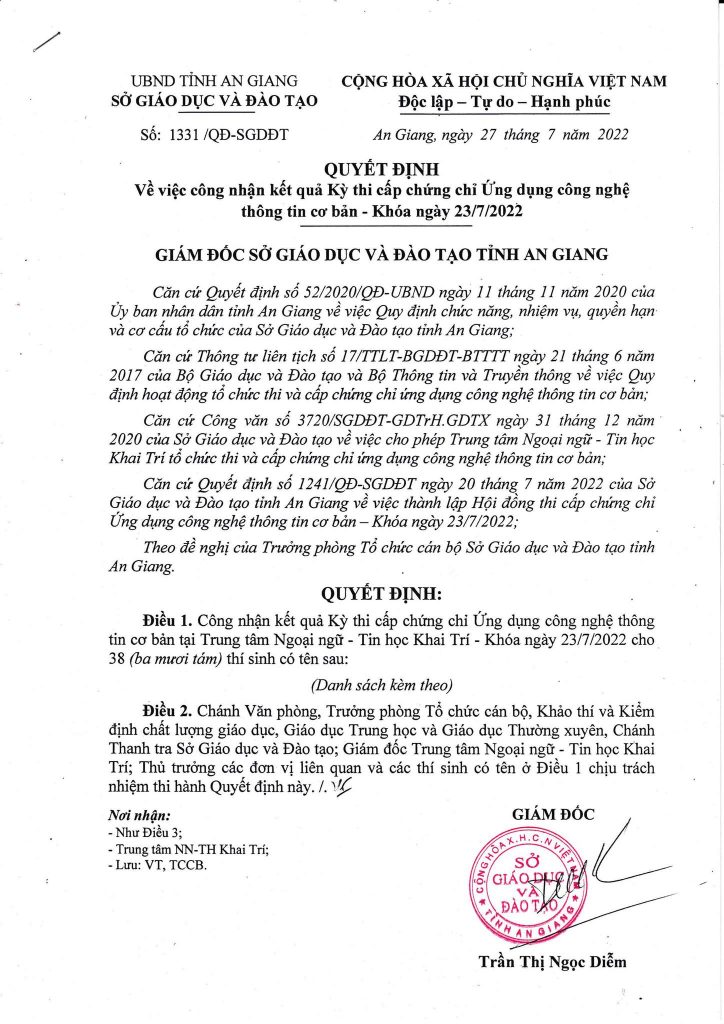 UBND TỈNH AN GIANG
SỞ GIÁO DỤC VÀ ĐÀO TẠO
CỘNG HÒA XÃ HỘI CHỦ NGHĨA VIỆT NAM
Độc lập – Tự do – Hạnh phúc
Số: 1331 /QĐ-SGDĐT
An Giang, ngày 27 tháng 7 năm 2022
QUYẾT ĐỊNH
Về việc công nhận kết quả Kỳ thi cấp chứng chỉ Ứng dụng công nghệ
thông tin cơ bản - Khóa ngày 23/7/2022
GIÁM ĐỐC SỞ GIÁO DỤC VÀ ĐÀO TẠO TỈNH AN GIANG
Căn cứ Quyết định số 52/2020/QĐ-UBND ngày 11 tháng 11 năm 2020 của
Ủy ban nhân dân tỉnh An Giang về việc Quy định chức năng, nhiệm vụ, quyền hạn
và cơ cấu tổ chức của Sở Giáo dục và Đào tạo tỉnh An Giang;
Căn cứ Thông tư liên tịch số 17/TTLT-BGDĐT-BTTTT ngày 21 tháng 6 năm
2017 của Bộ Giáo dục và Đào tạo và Bộ Thông tin và Truyền thông về việc Quy
định hoạt động tổ chức thi và cấp chứng chỉ ứng dụng công nghệ thông tin cơ bản;
Căn cứ Công văn số 3720/SGDĐT-GDTrH.GDTX ngày 31 tháng 12 năm
2020 của Sở Giáo dục và Đào tạo về việc cho phép Trung tâm Ngoại ngữ - Tin học
Khai Trí tổ chức thi và cấp chứng chỉ ứng dụng công nghệ thông tin cơ bản;
Căn cứ Quyết định số 1241/QĐ-SGDĐT ngày 20 tháng 7 năm 2022 của Sở
Giáo dục và Đào tạo tỉnh An Giang về việc thành lập Hội đồng thi cấp chứng chỉ
Ứng dụng công nghệ thông tin cơ bản – Khóa ngày 23/7/2022;
Theo đề nghị của Trưởng phòng Tổ chức cán bộ Sở Giáo dục và Đào tạo tỉnh
An Giang.
QUYẾT ĐỊNH:
Điều 1. Công nhận kết quả Kỳ thi cấp chứng chỉ Ứng dụng công nghệ thông
tin cơ bản tại Trung tâm Ngoại ngữ - Tin học Khai Trí - Khóa ngày 23/7/2022 cho
38 (ba mươi tám) thí sinh có tên sau:
(Danh sách kèm theo)
Điều 2. Chánh Văn phòng, Trưởng phòng Tổ chức cán bộ, Khảo thí và Kiểm
định chất lượng giáo dục, Giáo dục Trung học và Giáo dục Thường xuyên, Chánh
Thanh tra Sở Giáo dục và Đào tạo; Giám đốc Trung tâm Ngoại ngữ - Tin học Khai
Trí; Thủ trưởng các đơn vị liên quan và các thí sinh có tên ở Điều 1 chịu trách
nhiệm thi hành Quyết định này. /.
Nơi nhận:
- Như Điều 3;
- Trung tâm NN-TH Khai Trí;
- Lưu: VT, TCCB.
GIÁM ĐỐC
CỘNG HÒA X.H.C.N VIỆT NAM
SỞ
GIÁO DỤC
VÀ
ĐÀO TẠO
TỈNH AN GIANG
Trần Thị Ngọc Diễm